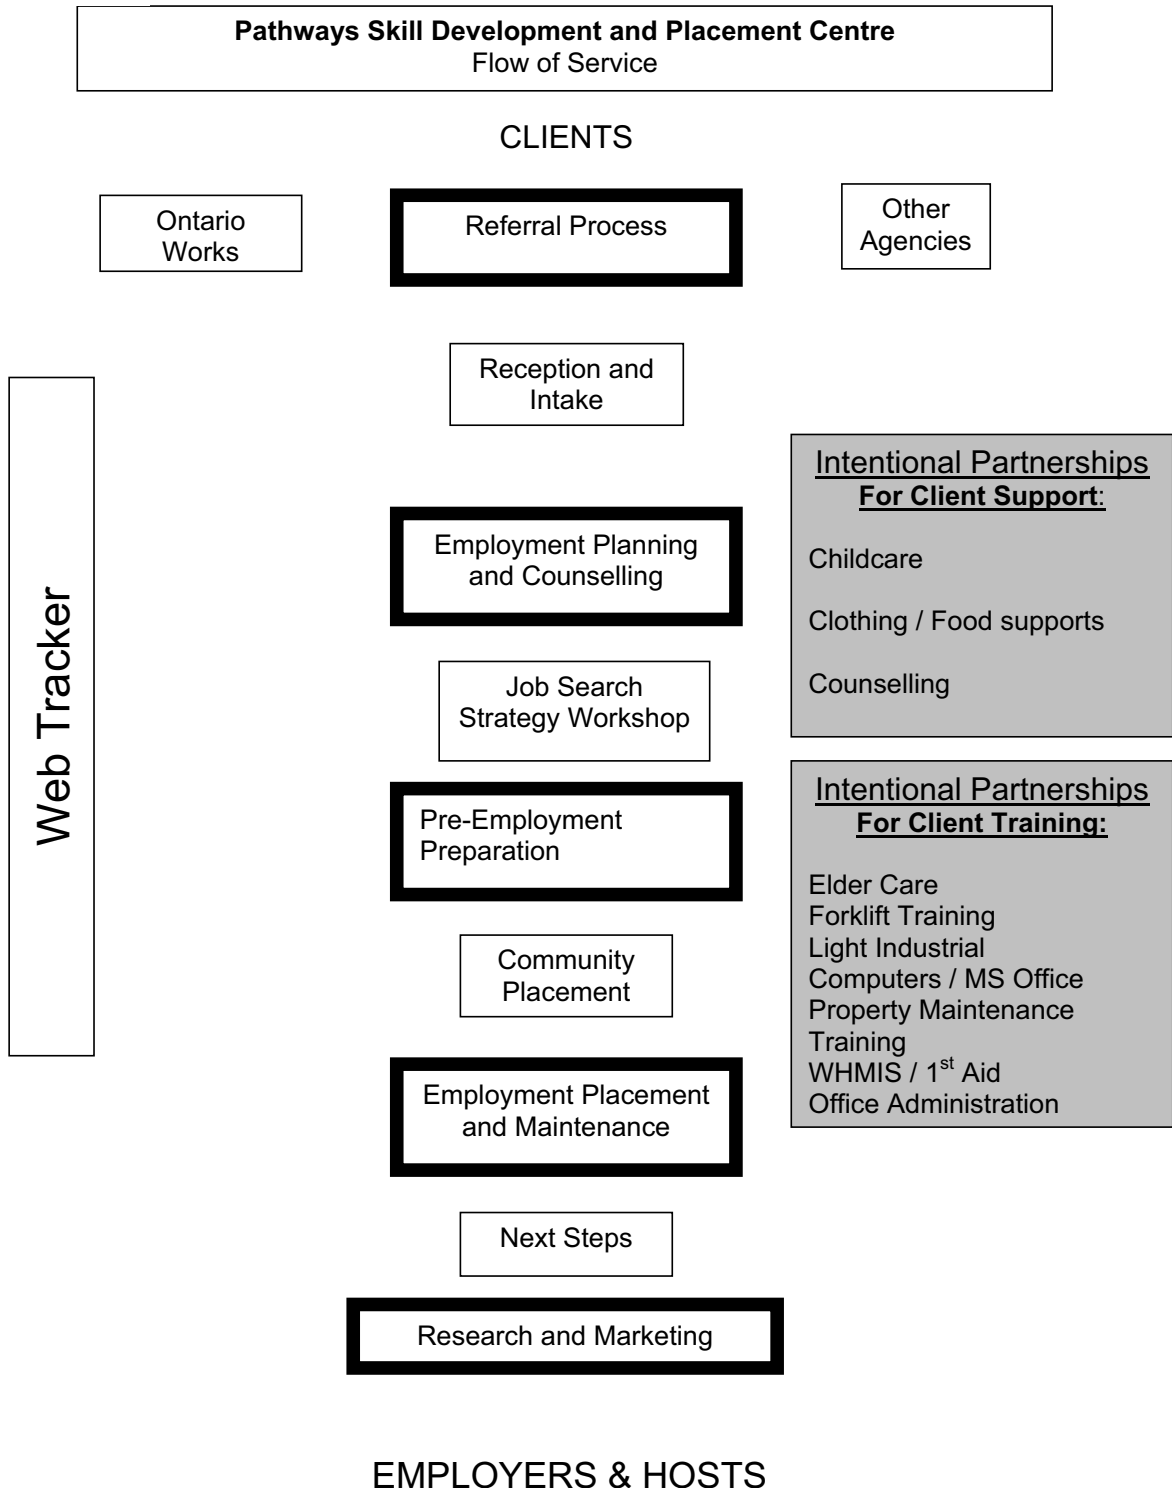 Pathways Skill Development and Placement Centre
Flow of Service
CLIENTS
Ontario
Works
Referral Process
Other
Agencies
Reception and
Intake
Web Tracker
Employment Planning
and Counselling
Job Search
Strategy Workshop
Pre-Employment
Preparation
Community
Placement
Employment Placement
and Maintenance
Next Steps
Research and Marketing
Intentional Partnerships
For Client Support:
Childcare
Clothing / Food supports
Counselling
Intentional Partnerships
For Client Training:
Elder Care
Forklift Training
Light Industrial
Computers / MS Office
Property Maintenance
Training
WHMIS / 1st Aid
Office Administration
EMPLOYERS & HOSTS